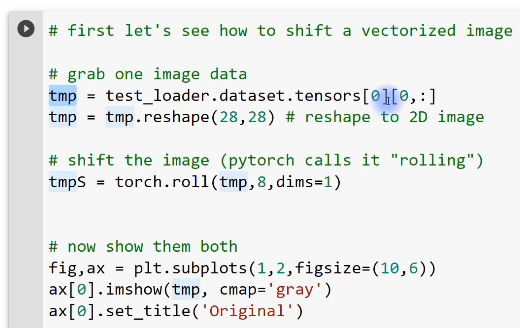 # first let's see how to shift a vectorized image
# grab one image data
tmp = test_loader.dataset.tensors[0][0,:]
tmp = tmp.reshape(28,28) # reshape to 2D image
# shift the image (pytorch calls it "rolling")
tmpS = torch.roll(tmp,8,dims=1)
# now show them both
fig,ax = plt.subplots(1,2,figsize=(10,6))
ax[0].imshow(tmp, cmap='gray')
ax[0].set_title('Original')